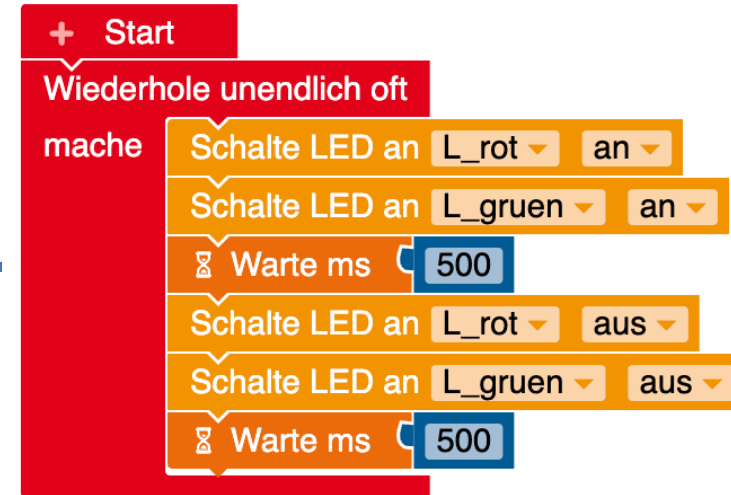 + Start
Wiederhole unendlich oft
mache Schalte LED an L_rot an
Schalte LED an L_gruen an
Warte ms 500
Schalte LED an L_rot aus
Schalte LED an L_gruen aus
Warte ms 500